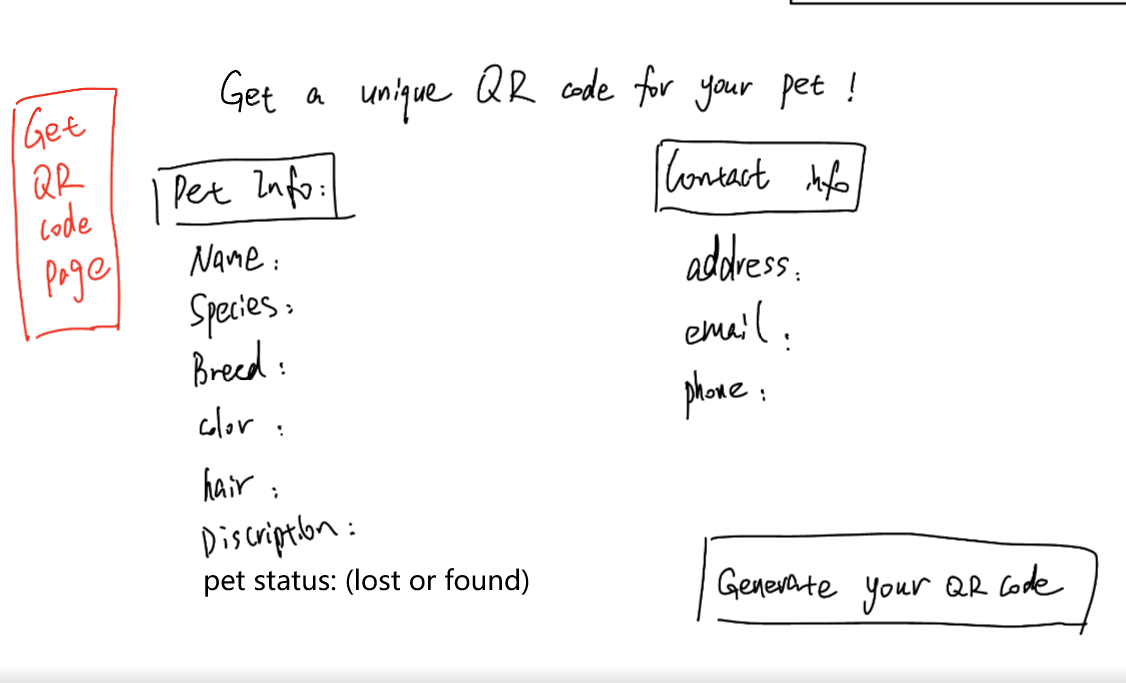 Get a unique QR code for your pet !
Get
QR
code
page
Pet Info:
Name:
Species:
Breed:
color:
hair:
Discription:
pet status: (lost or found)
Contact info
address:
email:
phone:
Generate your QR code